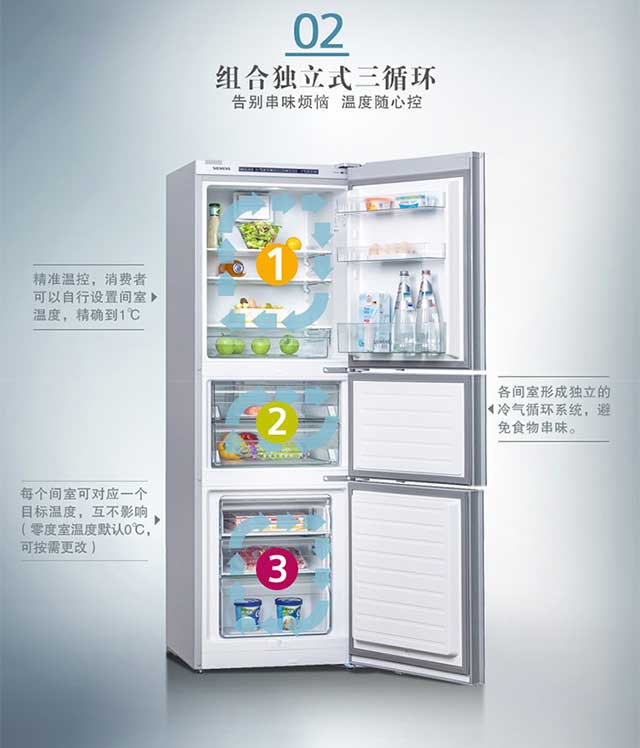 02
组合独立式三循环
告别串味烦恼 温度随心控
SIEMENS
1
精准温控，消费者
可以自行设置间室
温度，精确到1℃
各间室形成独立的
冷气循环系统，避
免食物串味。
2
每个间室可对应一个
目标温度，互不影响
（零度室温度默认0℃，
可按需更改）
3